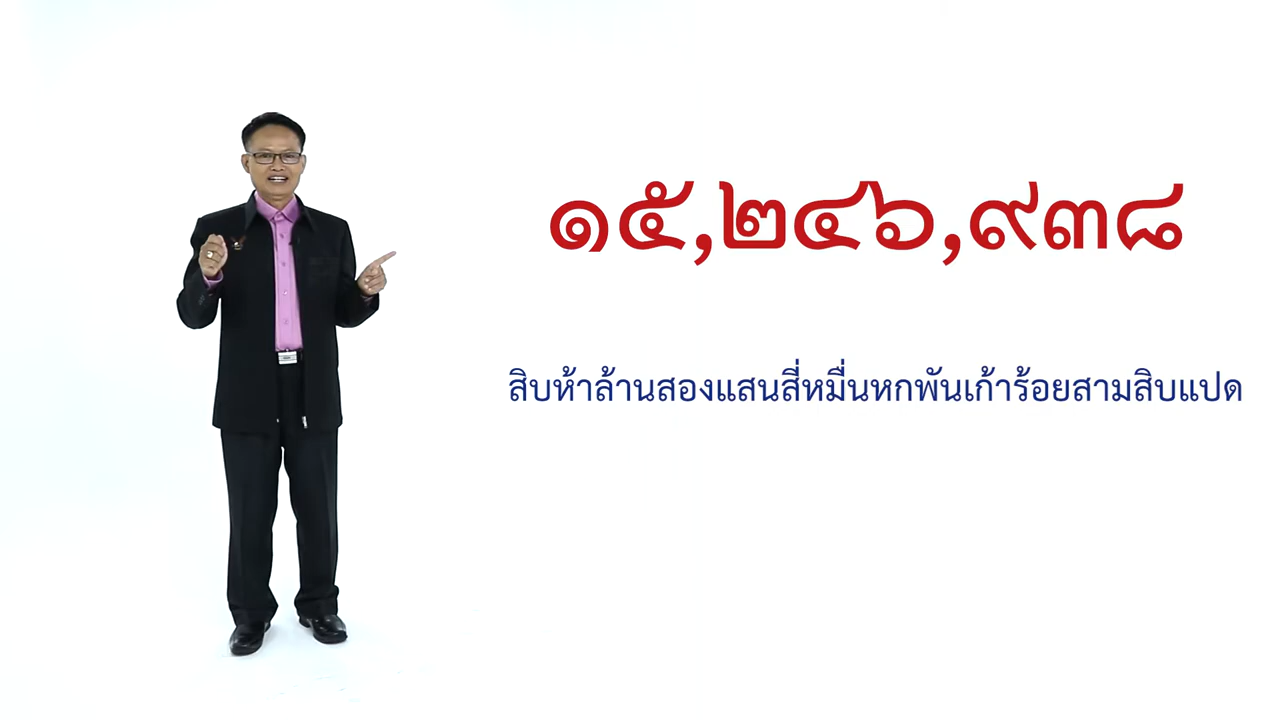 ๑๕,๒๔๖,๙๓๘
สิบห้าล้านสองแสนสี่หมื่นหกพันเก้าร้อยสามสิบแปด